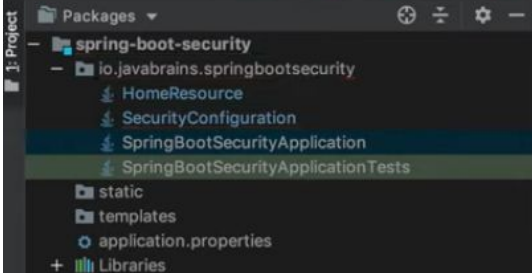 1: Project
Packages
spring-boot-security
io.javabrains.springbootsecurity
HomeResource
SecurityConfiguration
SpringBootSecurityApplication
SpringBootSecurityApplicationTests
static
templates
application.properties
Libraries